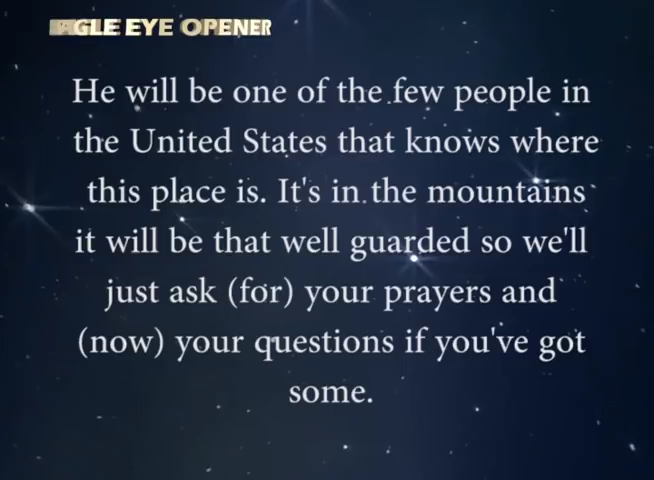 EAGLE EYE OPENER
He will be one of the few people in
the United States that knows where
this place is. It's in the mountains
it will be that well guarded so we'll
just ask (for) your prayers and
(now) your questions if you've got
some.